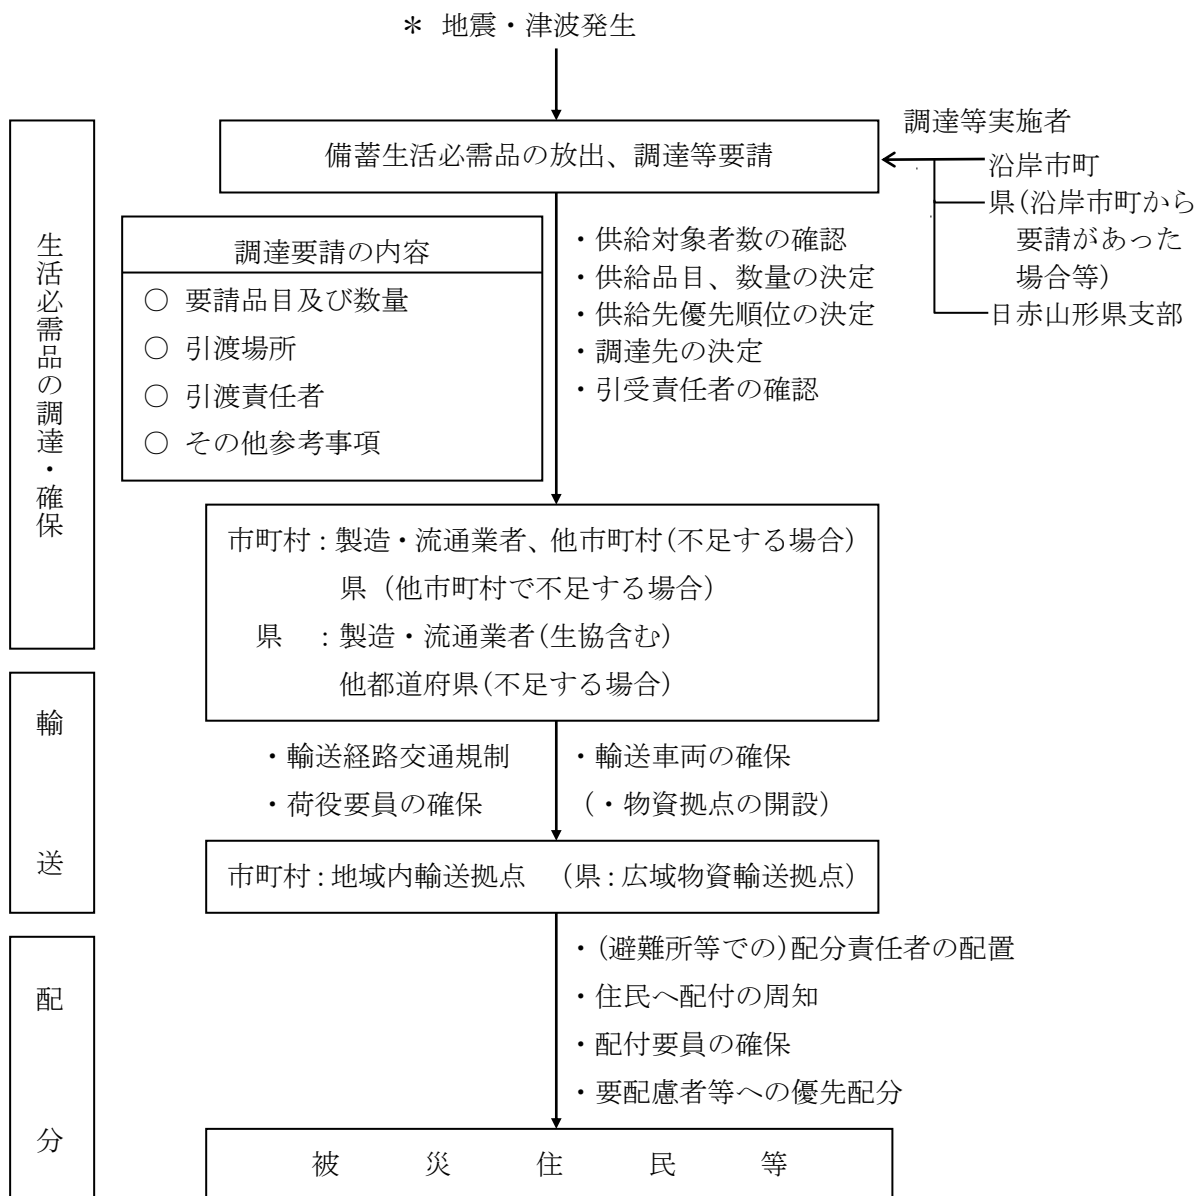 ＊ 地震・津波発生
生活必需品の調達・確保
備蓄生活必需品の放出、調達等要請
調達等実施者
沿岸市町
県(沿岸市町から
要請があった
場合等)
日赤山形県支部
調達要請の内容
○ 要請品目及び数量
○ 引渡場所
○ 引渡責任者
○ その他参考事項
・供給対象者数の確認
・供給品目、数量の決定
・供給先優先順位の決定
・調達先の決定
・引受責任者の確認
市町村：製造・流通業者、他市町村(不足する場合)
県（他市町村で不足する場合）
県 ：製造・流通業者(生協含む)
他都道府県(不足する場合)
輸送
・輸送経路交通規制
・荷役要員の確保
・輸送車両の確保
（・物資拠点の開設）
市町村：地域内輸送拠点 （県：広域物資輸送拠点）
配分
・(避難所等での)配分責任者の配置
・住民へ配付の周知
・配付要員の確保
・要配慮者等への優先配分
被災住民等